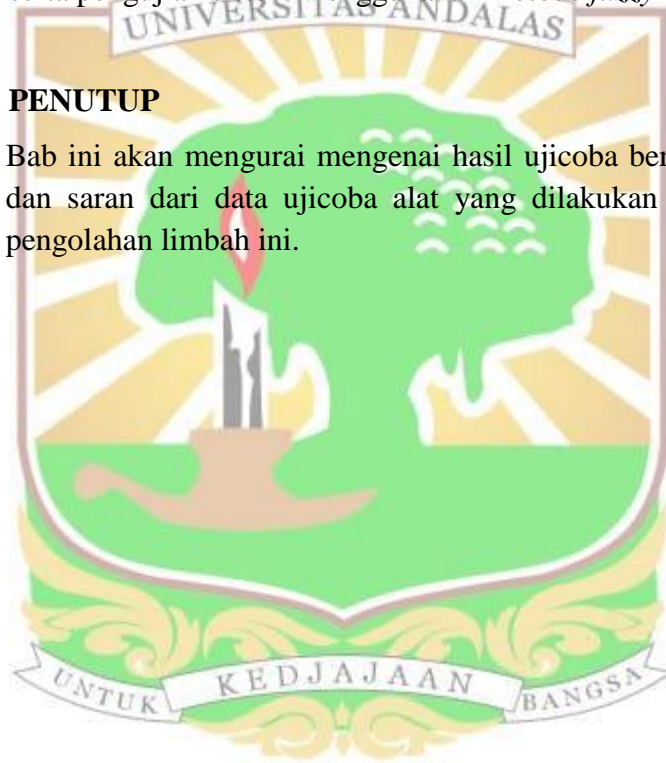 UNIVERSITAS ANDALAS
PENUTUP
Bab ini akan mengurai mengenai hasil ujicoba
dan saran dari data ujicoba alat yang dilakukan
pengolahan limbah ini.
UNTUK KEDJAJAAN BANGSA